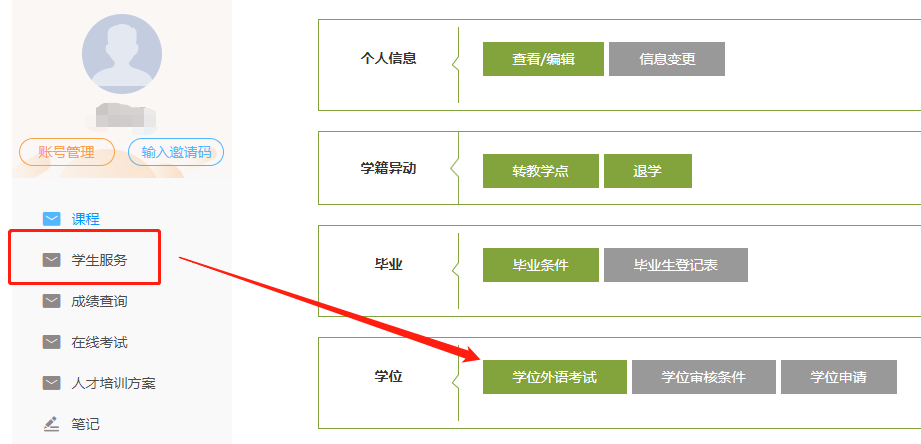 账号管理 输入邀请码
课程
学生服务
成绩查询
在线考试
人才培训方案
笔记
个人信息 查看/编辑 信息变更
学籍异动 转教学点 退学
毕业 毕业条件 毕业生登记表
学位 学位外语考试 学位审核条件 学位申请